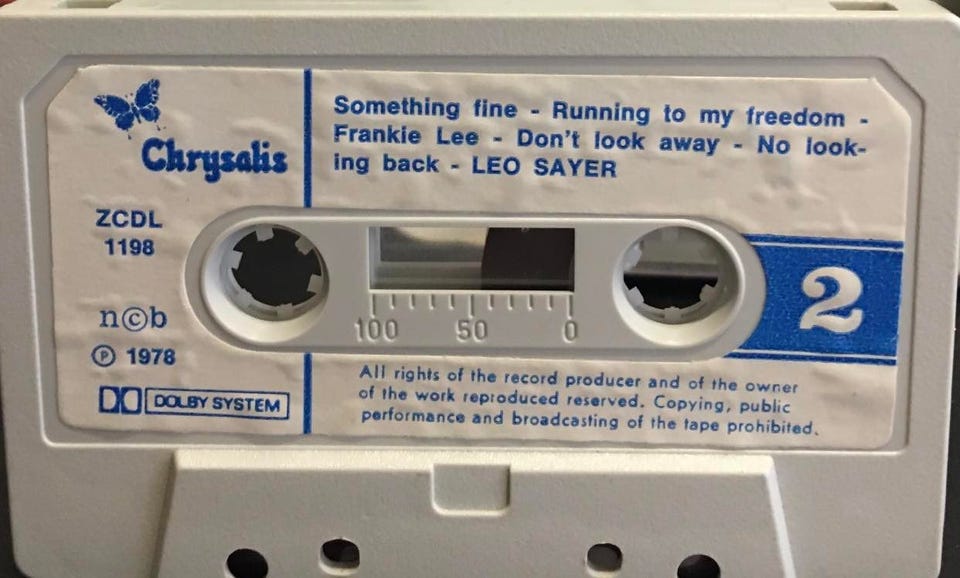 Chrysalis
ZCDL
1198
n©b
℗ 1978
DOLBY SYSTEM
Something fine - Running to my freedom -
Frankie Lee - Don't look away - No look-
ing back - LEO SAYER
100 50 0
2
All rights of the record producer and of the owner
of the work reproduced reserved. Copying, public
performance and broadcasting of the tape prohibited.